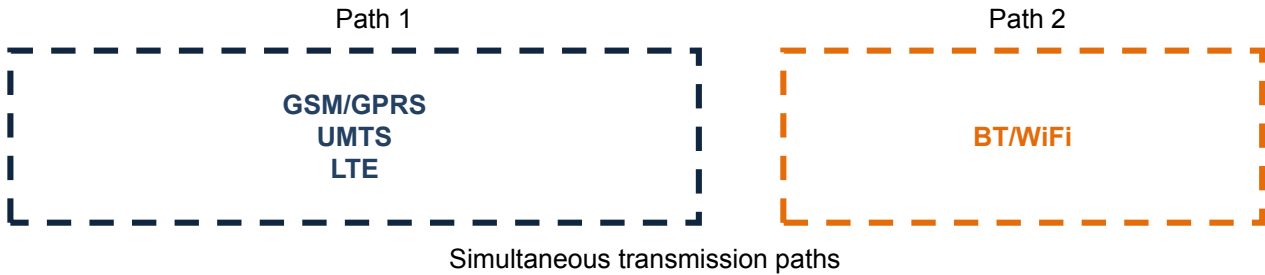 Path 1
Path 2
GSM/GPRS
UMTS
LTE
BT/WiFi
Simultaneous transmission paths